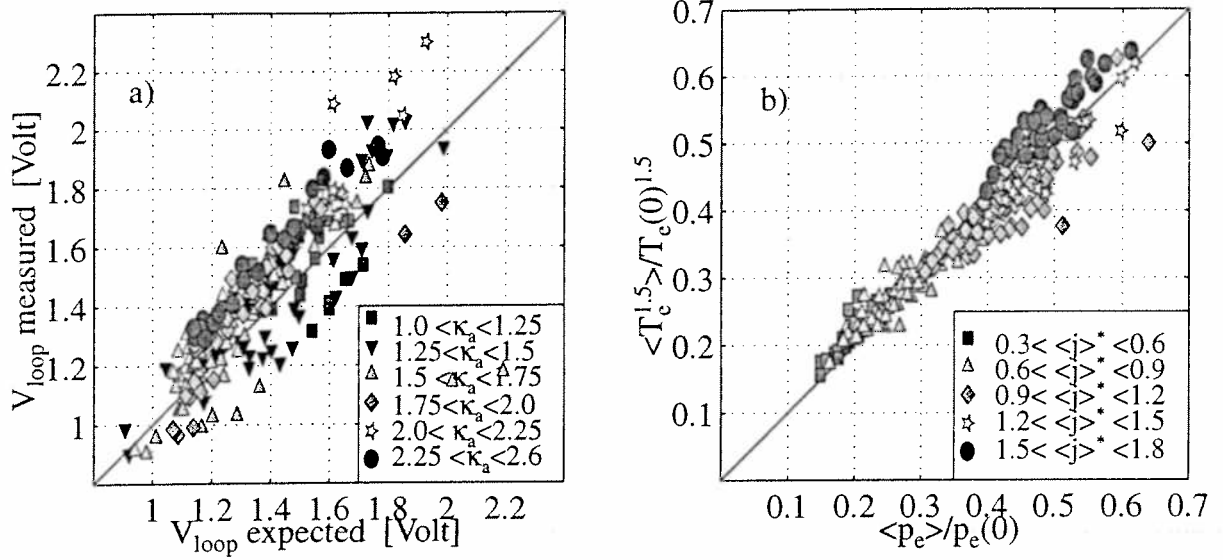 a)
V_loop measured [Volt]
2.2
2
1.8
1.6
1.4
1.2
1
1 1.2 1.4 1.6 1.8 2 2.2
V_loop expected [Volt]
1.0 <κ_a<1.25
1.25<κ_a<1.5
1.5<κ_a<1.75
1.75<κ_a<2.0
2.0< κ_a<2.25
2.25 <κ_a<2.6
b)
<T_e^1.5>/T_e(0)^1.5
0.7
0.6
0.5
0.4
0.3
0.2
0.1
0.1 0.2 0.3 0.4 0.5 0.6 0.7
<p_e>/p_e(0)
0.3< <j>* <0.6
0.6< <j>* <0.9
0.9< <j>* <1.2
1.2< <j>* <1.5
1.5< <j>* <1.8